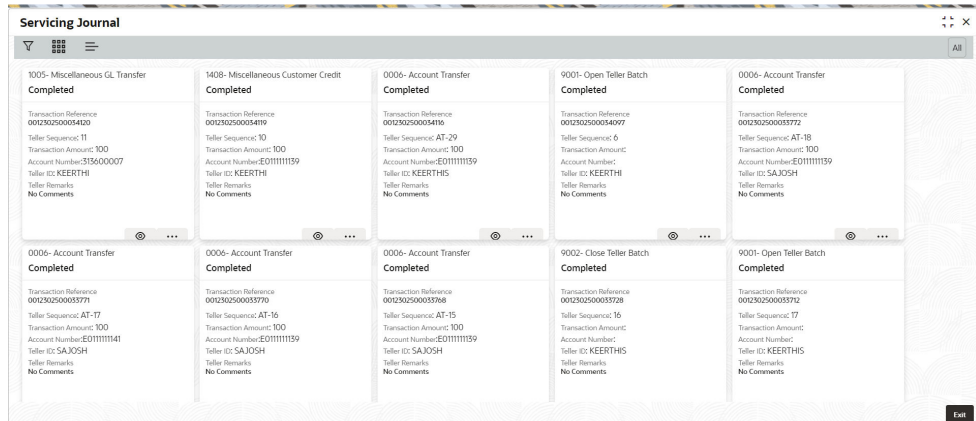 Servicing Journal
All
1005- Miscellaneous GL Transfer
Completed
Transaction Reference
0012302500034120
Teller Sequence: 11
Transaction Amount: 100
Account Number:313600007
Teller ID: KEERTHI
Teller Remarks
No Comments
1408- Miscellaneous Customer Credit
Completed
Transaction Reference
0012302500034119
Teller Sequence: 10
Transaction Amount: 100
Account Number:E0111111139
Teller ID: KEERTHI
Teller Remarks
No Comments
0006- Account Transfer
Completed
Transaction Reference
0012302500034116
Teller Sequence: AT-29
Transaction Amount: 100
Account Number:E0111111139
Teller ID: KEERTHIS
Teller Remarks
No Comments
9001- Open Teller Batch
Completed
Transaction Reference
0012302500034097
Teller Sequence: 6
Transaction Amount:
Account Number:
Teller ID: KEERTHI
Teller Remarks
No Comments
0006- Account Transfer
Completed
Transaction Reference
0012302500033772
Teller Sequence: AT-18
Transaction Amount: 100
Account Number:E0111111139
Teller ID: SAJOSH
Teller Remarks
No Comments
0006- Account Transfer
Completed
Transaction Reference
0012302500033771
Teller Sequence: AT-17
Transaction Amount: 100
Account Number:E0111111141
Teller ID: SAJOSH
Teller Remarks
No Comments
0006- Account Transfer
Completed
Transaction Reference
0012302500033770
Teller Sequence: AT-16
Transaction Amount: 100
Account Number:E0111111139
Teller ID: SAJOSH
Teller Remarks
No Comments
0006- Account Transfer
Completed
Transaction Reference
0012302500033768
Teller Sequence: AT-15
Transaction Amount: 100
Account Number:E0111111139
Teller ID: SAJOSH
Teller Remarks
No Comments
9002- Close Teller Batch
Completed
Transaction Reference
0012302500033728
Teller Sequence: 16
Transaction Amount:
Account Number:
Teller ID: KEERTHIS
Teller Remarks
No Comments
9001- Open Teller Batch
Completed
Transaction Reference
0012302500033712
Teller Sequence: 17
Transaction Amount:
Account Number:
Teller ID: KEERTHIS
Teller Remarks
No Comments
Exit